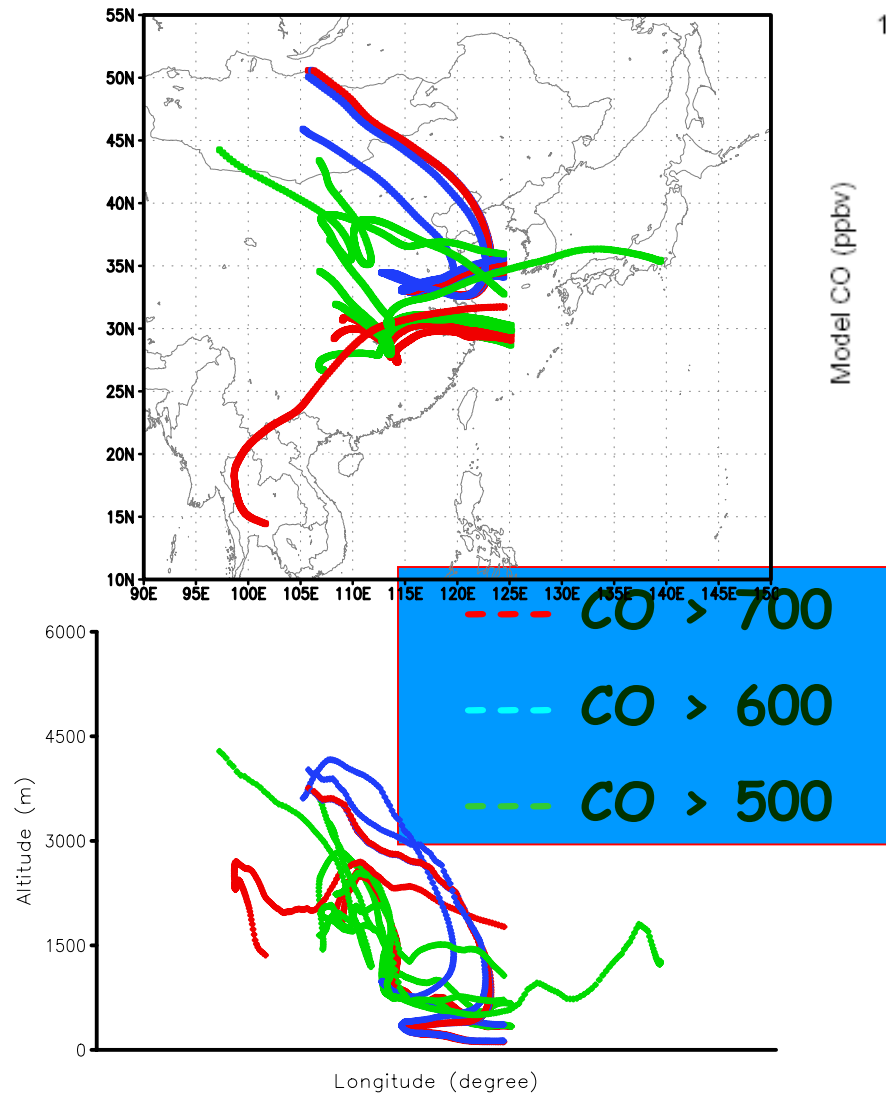 55N
50N
45N
40N
35N
30N
25N
20N
15N
10N
90E 95E 100E 105E 110E 115E 120E 125E 130E 135E 140E 145E 150
1
Model CO (ppbv)
CO > 700
CO > 600
CO > 500
6000
4500
3000
1500
0
Altitude (m)
Longitude (degree)